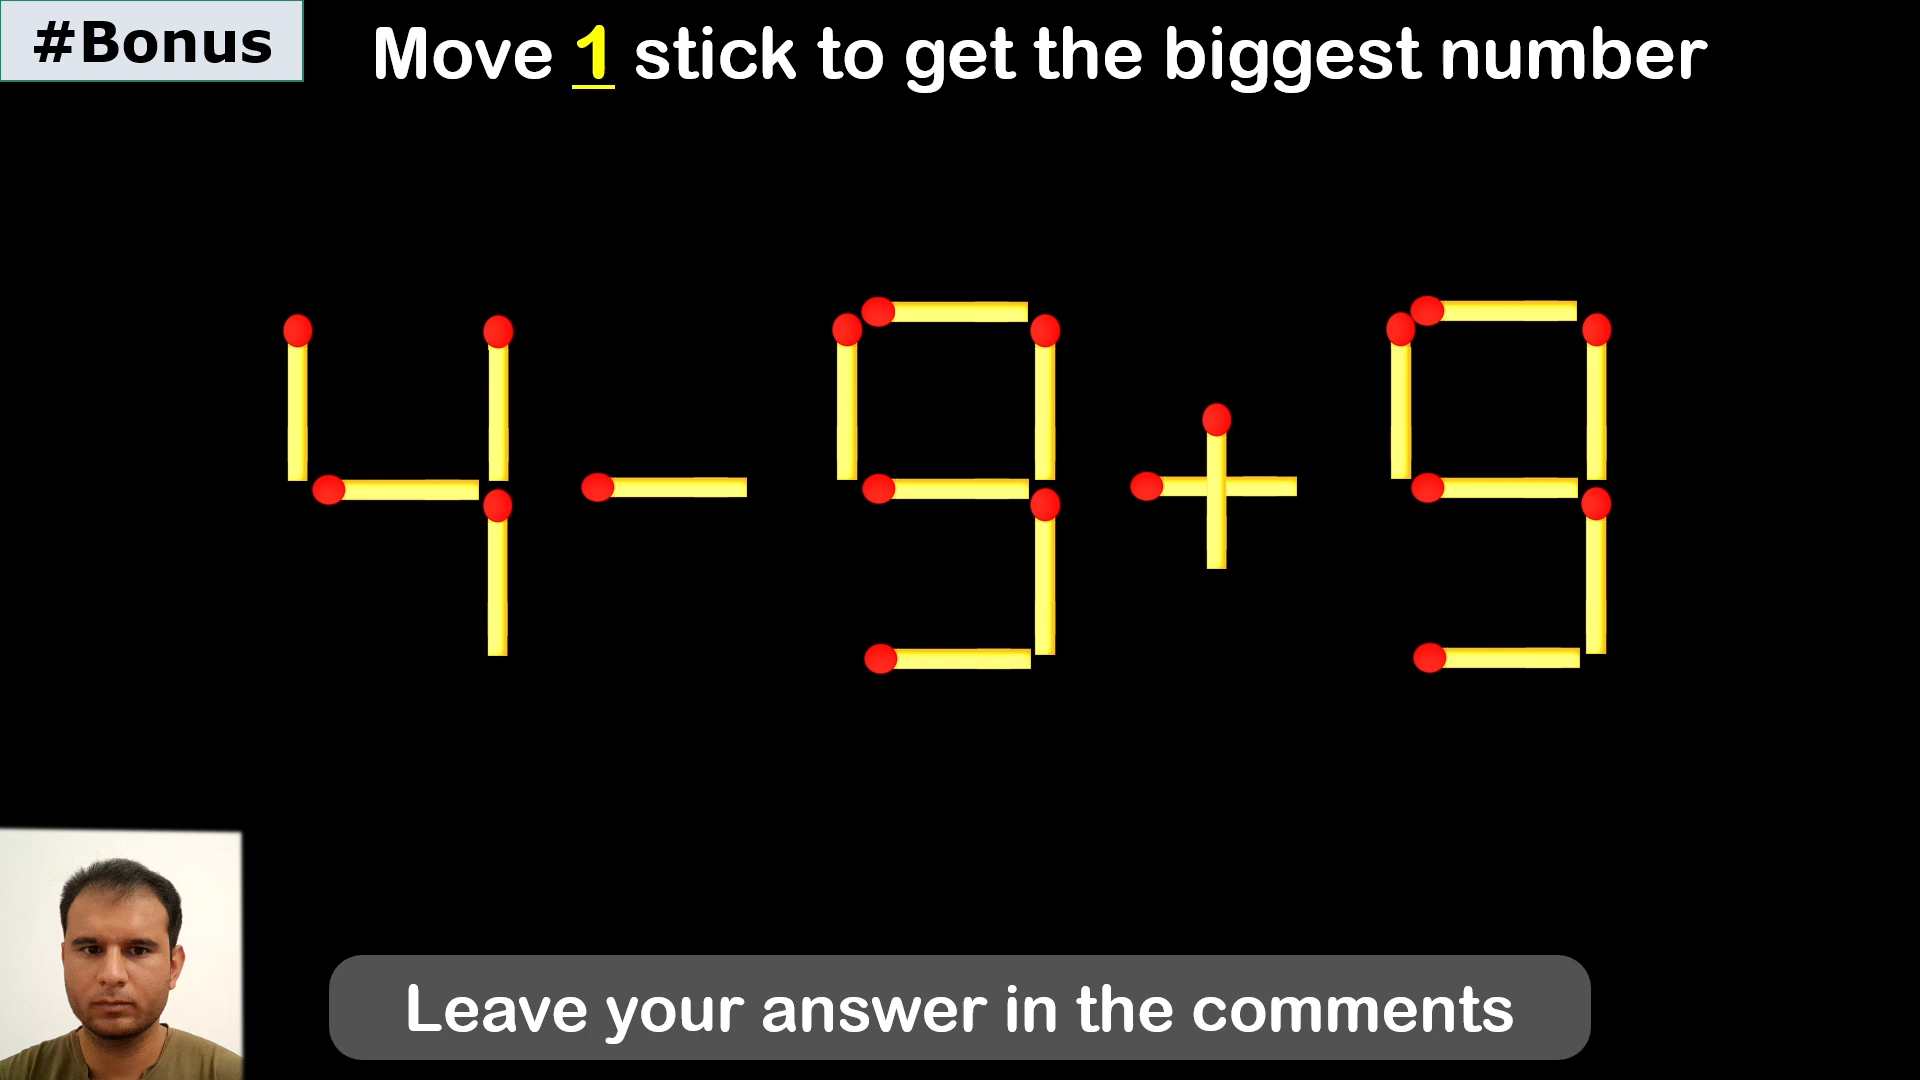 #Bonus
Move 1 stick to get the biggest number
4 - 9 + 9
Leave your answer in the comments